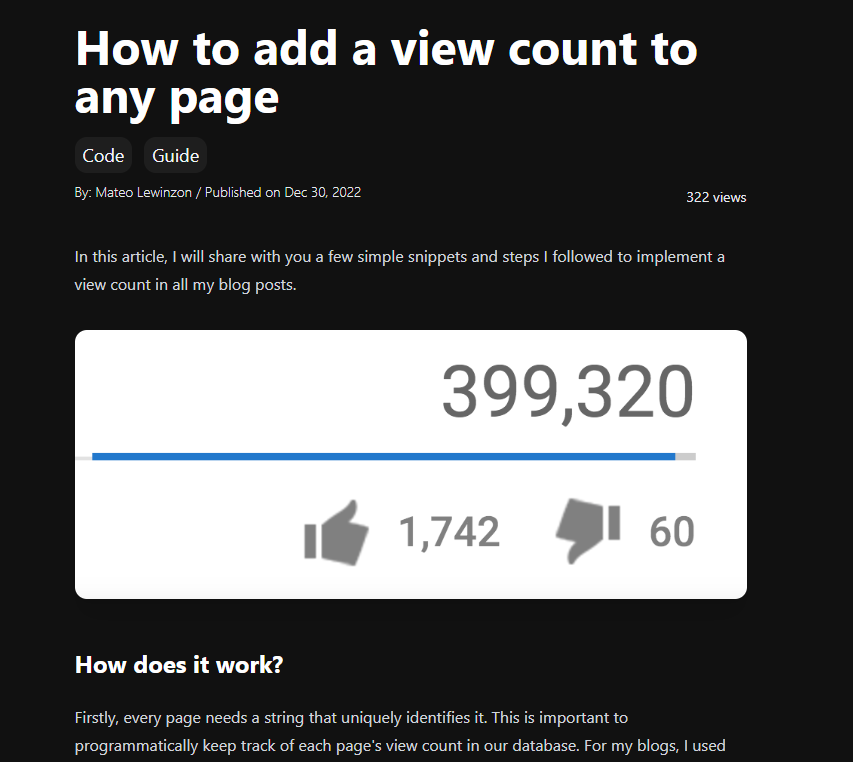 How to add a view count to
any page
Code Guide
By: Mateo Lewinzon / Published on Dec 30, 2022
322 views
In this article, I will share with you a few simple snippets and steps I followed to implement a
view count in all my blog posts.
399,320
1,742 60
How does it work?
Firstly, every page needs a string that uniquely identifies it. This is important to
programmatically keep track of each page's view count in our database. For my blogs, I used